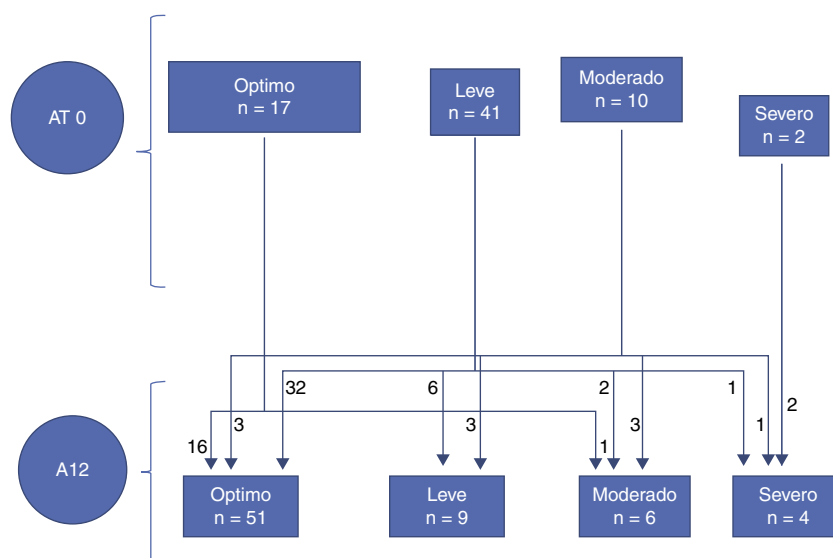 AT 0
Optimo
n = 17
Leve
n = 41
Moderado
n = 10
Severo
n = 2
32
6
2
1
2
16
3
3
1
3
1
A12
Optimo
n = 51
Leve
n = 9
Moderado
n = 6
Severo
n = 4